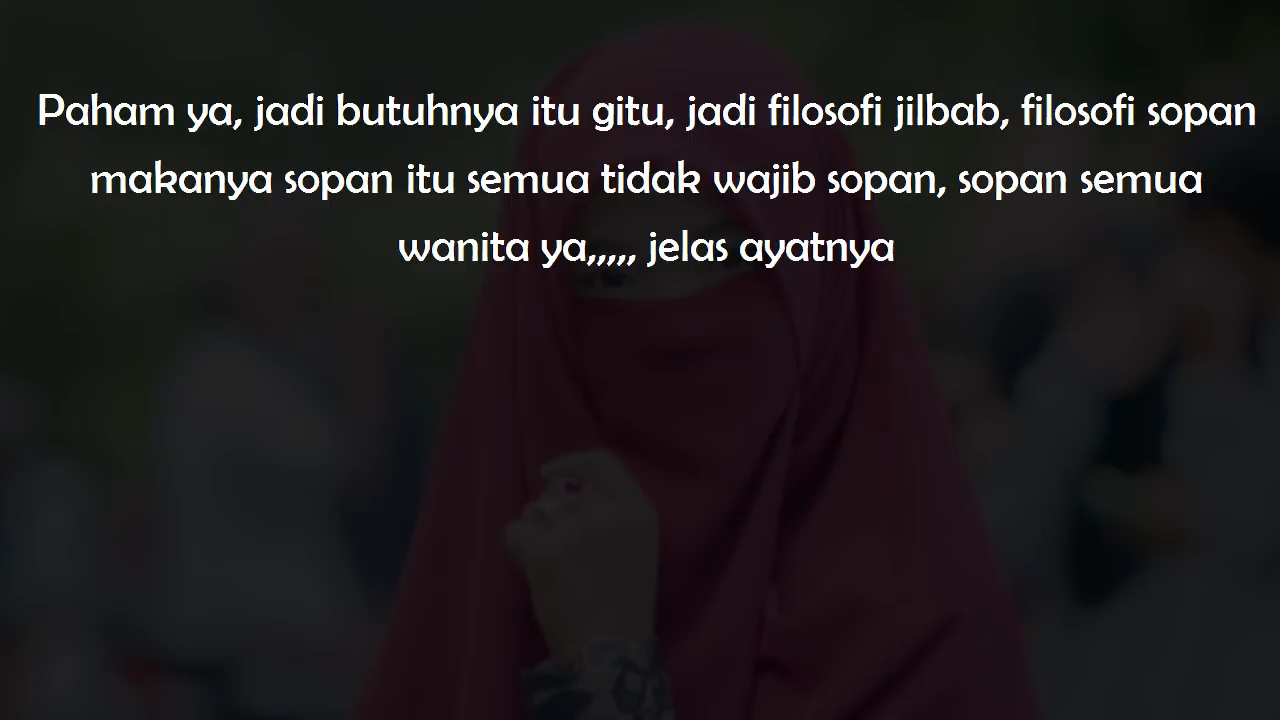 Paham ya, jadi butuhnya itu gitu, jadi filosofi jilbab, filosofi sopan
makanya sopan itu semua tidak wajib sopan, sopan semua
wanita ya,,,,, jelas ayatnya